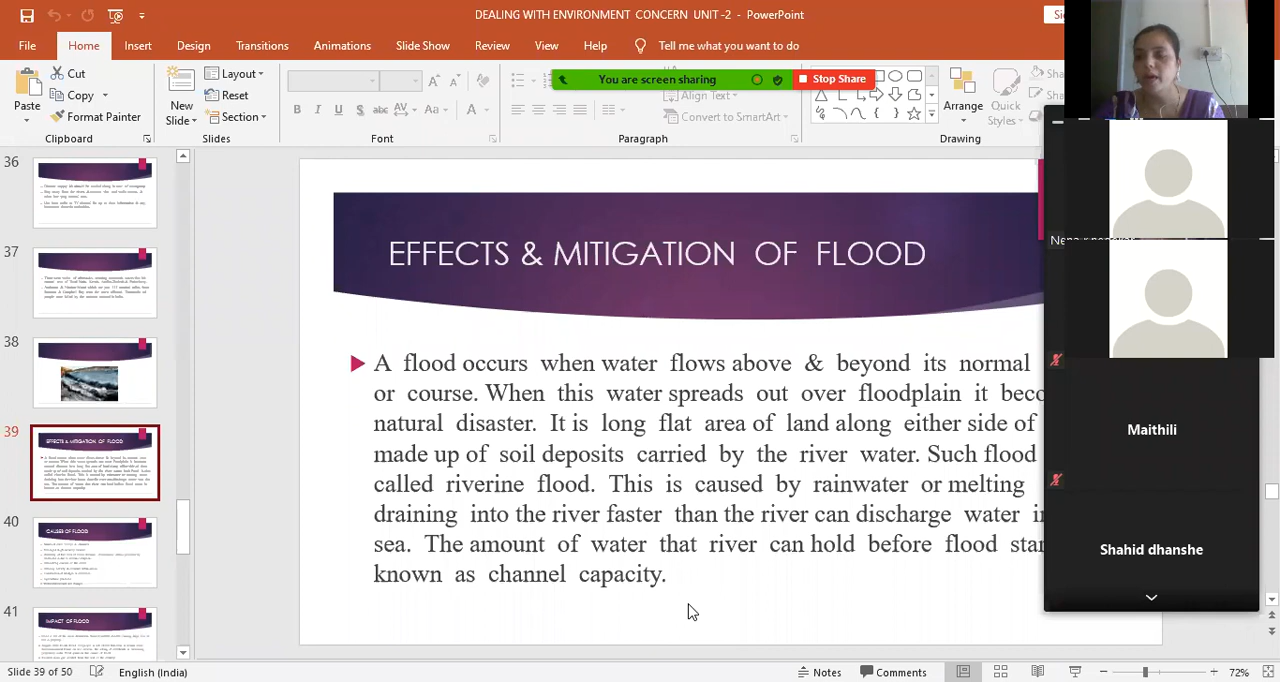 DEALING WITH ENVIRONMENT CONCERN UNIT -2 - PowerPoint
File Home Insert Design Transitions Animations Slide Show Review View Help Tell me what you want to do
You are screen sharing Stop Share
Paste
Cut
Copy
Format Painter
Clipboard
New Slide
Layout
Reset
Section
Slides
Font
Align Text
Convert to SmartArt
Paragraph
Arrange
Quick Styles
Drawing
36
37
38
39
40
41
EFFECTS & MITIGATION OF FLOOD
CAUSES OF FLOOD
IMPACT OF FLOOD
EFFECTS & MITIGATION OF FLOOD
A flood occurs when water flows above & beyond its normal
or course. When this water spreads out over floodplain it
natural disaster. It is long flat area of land along either side of
made up of soil deposits carried by the river water. Such flood
called riverine flood. This is caused by rainwater or melting
draining into the river faster than the river can discharge water
sea. The amount of water that river can hold before flood
known as channel capacity.
Maithili
Shahid dhanshe
Slide 39 of 50 English (India) Notes Comments 72%